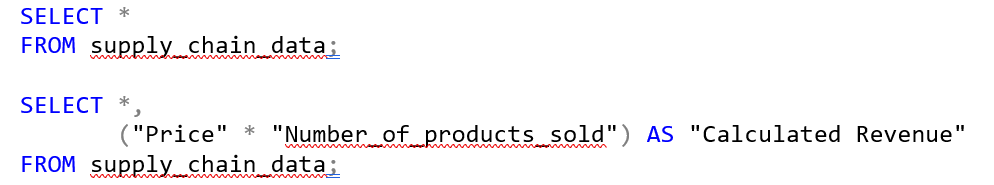 SELECT *
FROM supply_chain_data;
SELECT *,
("Price" * "Number_of_products_sold") AS "Calculated Revenue"
FROM supply_chain_data;